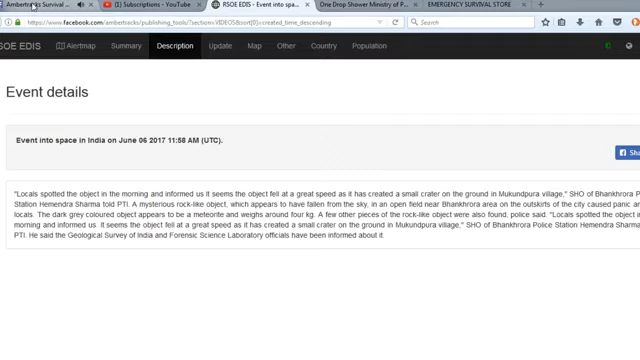 Ambertracks Survival ...
(1) Subscriptions - YouTube
RSOE EDIS - Event into spa...
One Drop Shower Ministry of P...
EMERGENCY SURVIVAL STORE
https://www.facebook.com/ambertracks/publishing_tools/?section=VIDEOS&sort[0]=created_time_descending
Search
RSOE EDIS
Alertmap
Summary
Description
Update
Map
Other
Country
Population
Event details
Event into space in India on June 06 2017 11:58 AM (UTC).
Sha
"Locals spotted the object in the morning and informed us it seems the object fell at a great speed as it has created a small crater on the ground in Mukundpura village," SHO of Bhankhrora P
Station Hemendra Sharma told PTI. A mysterious rock-like object, which appears to have fallen from the sky, in an open field near Bhankrora area on the outskirts of the city caused panic an
locals. The dark grey coloured object appears to be a meteorite and weighs around four kg. A few other pieces of the rock-like object were also found, police said. "Locals spotted the object in
morning and informed us. It seems the object fell at a great speed as it has created a small crater on the ground in Mukundpura village," SHO of Bhankhrora Police Station Hemendra Sharma
PTI. He said the Geological Survey of India and Forensic Science Laboratory officials have been informed about it.